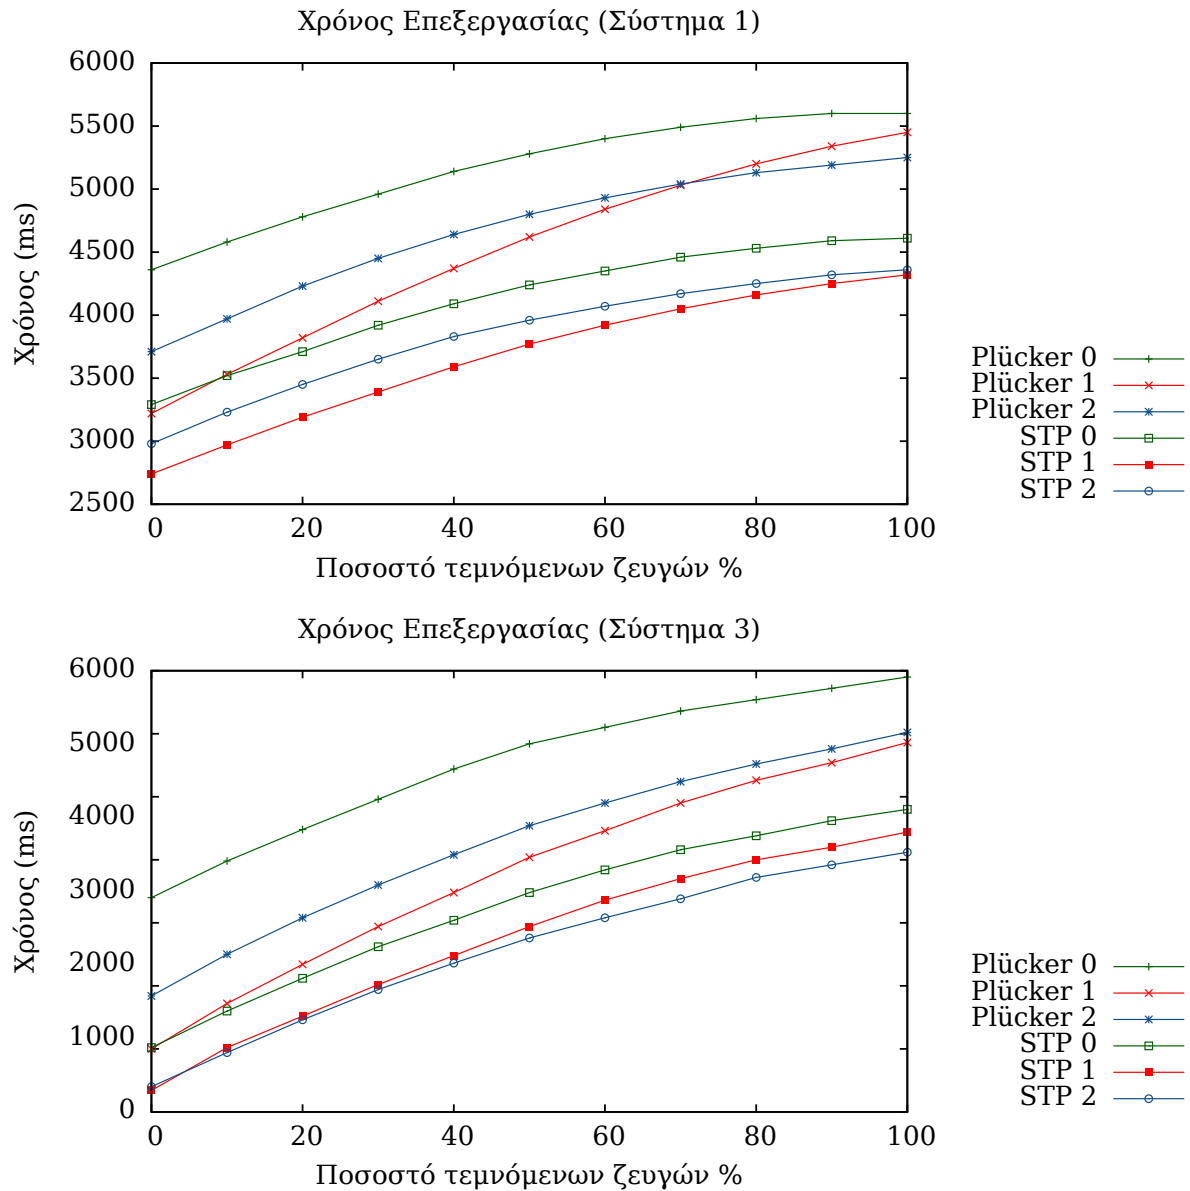 Χρόνος Επεξεργασίας (Σύστημα 1)
6000
5500
5000
4500
4000
3500
3000
2500
Χρόνος (ms)
0 20 40 60 80 100
Ποσοστό τεμνόμενων ζευγών %
Plücker 0
Plücker 1
Plücker 2
STP 0
STP 1
STP 2
Χρόνος Επεξεργασίας (Σύστημα 3)
6000
5000
4000
3000
2000
1000
0
Χρόνος (ms)
0 20 40 60 80 100
Ποσοστό τεμνόμενων ζευγών %
Plücker 0
Plücker 1
Plücker 2
STP 0
STP 1
STP 2